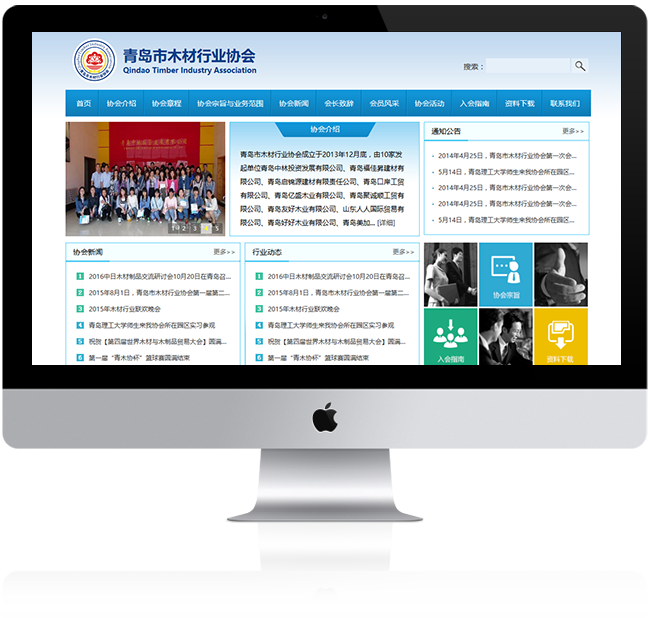 青岛市木材行业协会
Qindao Timber Industry Association
搜索：
首页 协会介绍 协会章程 协会宗旨与业务范围 协会新闻 会长致辞 会员风采 协会活动 入会指南 资料下载 联系我们
1 2 3 4 5
协会介绍
青岛市木材行业协会成立于2013年12月底，由10家发
起单位青岛中林投资发展有限公司、青岛福佳昇建材有
限公司、青岛启锦源建材有限责任公司、青岛口岸工贸
有限公司、青岛亿盛木业有限公司、青岛聚诚顺工贸有
限公司、青岛友好木业有限公司、山东人人国际贸易有
限公司、青岛好好木业有限公司、青岛美加... [详细]
通知公告 更多>>
2014年4月25日，青岛市木材行业协会第一次会...
5月14日，青岛理工大学师生来我协会所在园区...
2014年4月25日，青岛市木材行业协会第一次会...
2014年4月25日，青岛市木材行业协会第一次会...
5月14日，青岛理工大学师生来我协会所在园区...
协会新闻 更多>>
1 2016中日木材制品交流研讨会10月20日在青岛召...
2 2015年8月1日，青岛市木材行业协会第一届第二...
3 2015年木材行业联欢晚会
4 青岛理工大学师生来我协会所在园区实习参观
5 祝贺【第四届世界木材与木制品贸易大会】圆满...
6 第一届“青木协杯”篮球赛圆满结束
行业动态 更多>>
1 2016中日木材制品交流研讨会10月20日在青岛召...
2 2015年8月1日，青岛市木材行业协会第一届第二...
3 2015年木材行业联欢晚会
4 青岛理工大学师生来我协会所在园区实习参观
5 祝贺【第四届世界木材与木制品贸易大会】圆满...
6 第一届“青木协杯”篮球赛圆满结束
协会宗旨
入会指南
资料下载